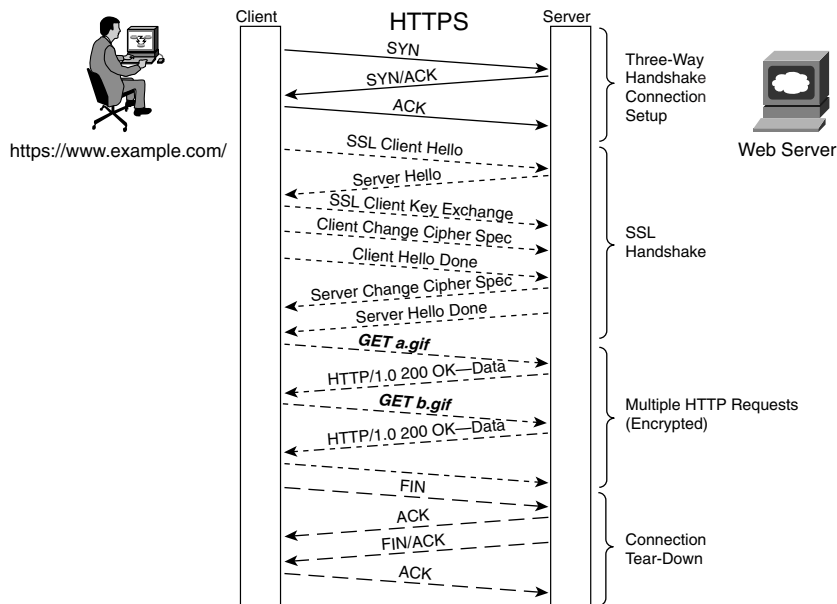 Client
HTTPS
Server
SYN
SYN/ACK
ACK
Three-Way
Handshake
Connection
Setup
https://www.example.com/
Web Server
SSL Client Hello
Server Hello
SSL Client Key Exchange
Client Change Cipher Spec
Client Hello Done
Server Change Cipher Spec
Server Hello Done
SSL
Handshake
GET a.gif
HTTP/1.0 200 OK—Data
GET b.gif
HTTP/1.0 200 OK—Data
Multiple HTTP Requests
(Encrypted)
FIN
ACK
FIN/ACK
ACK
Connection
Tear-Down